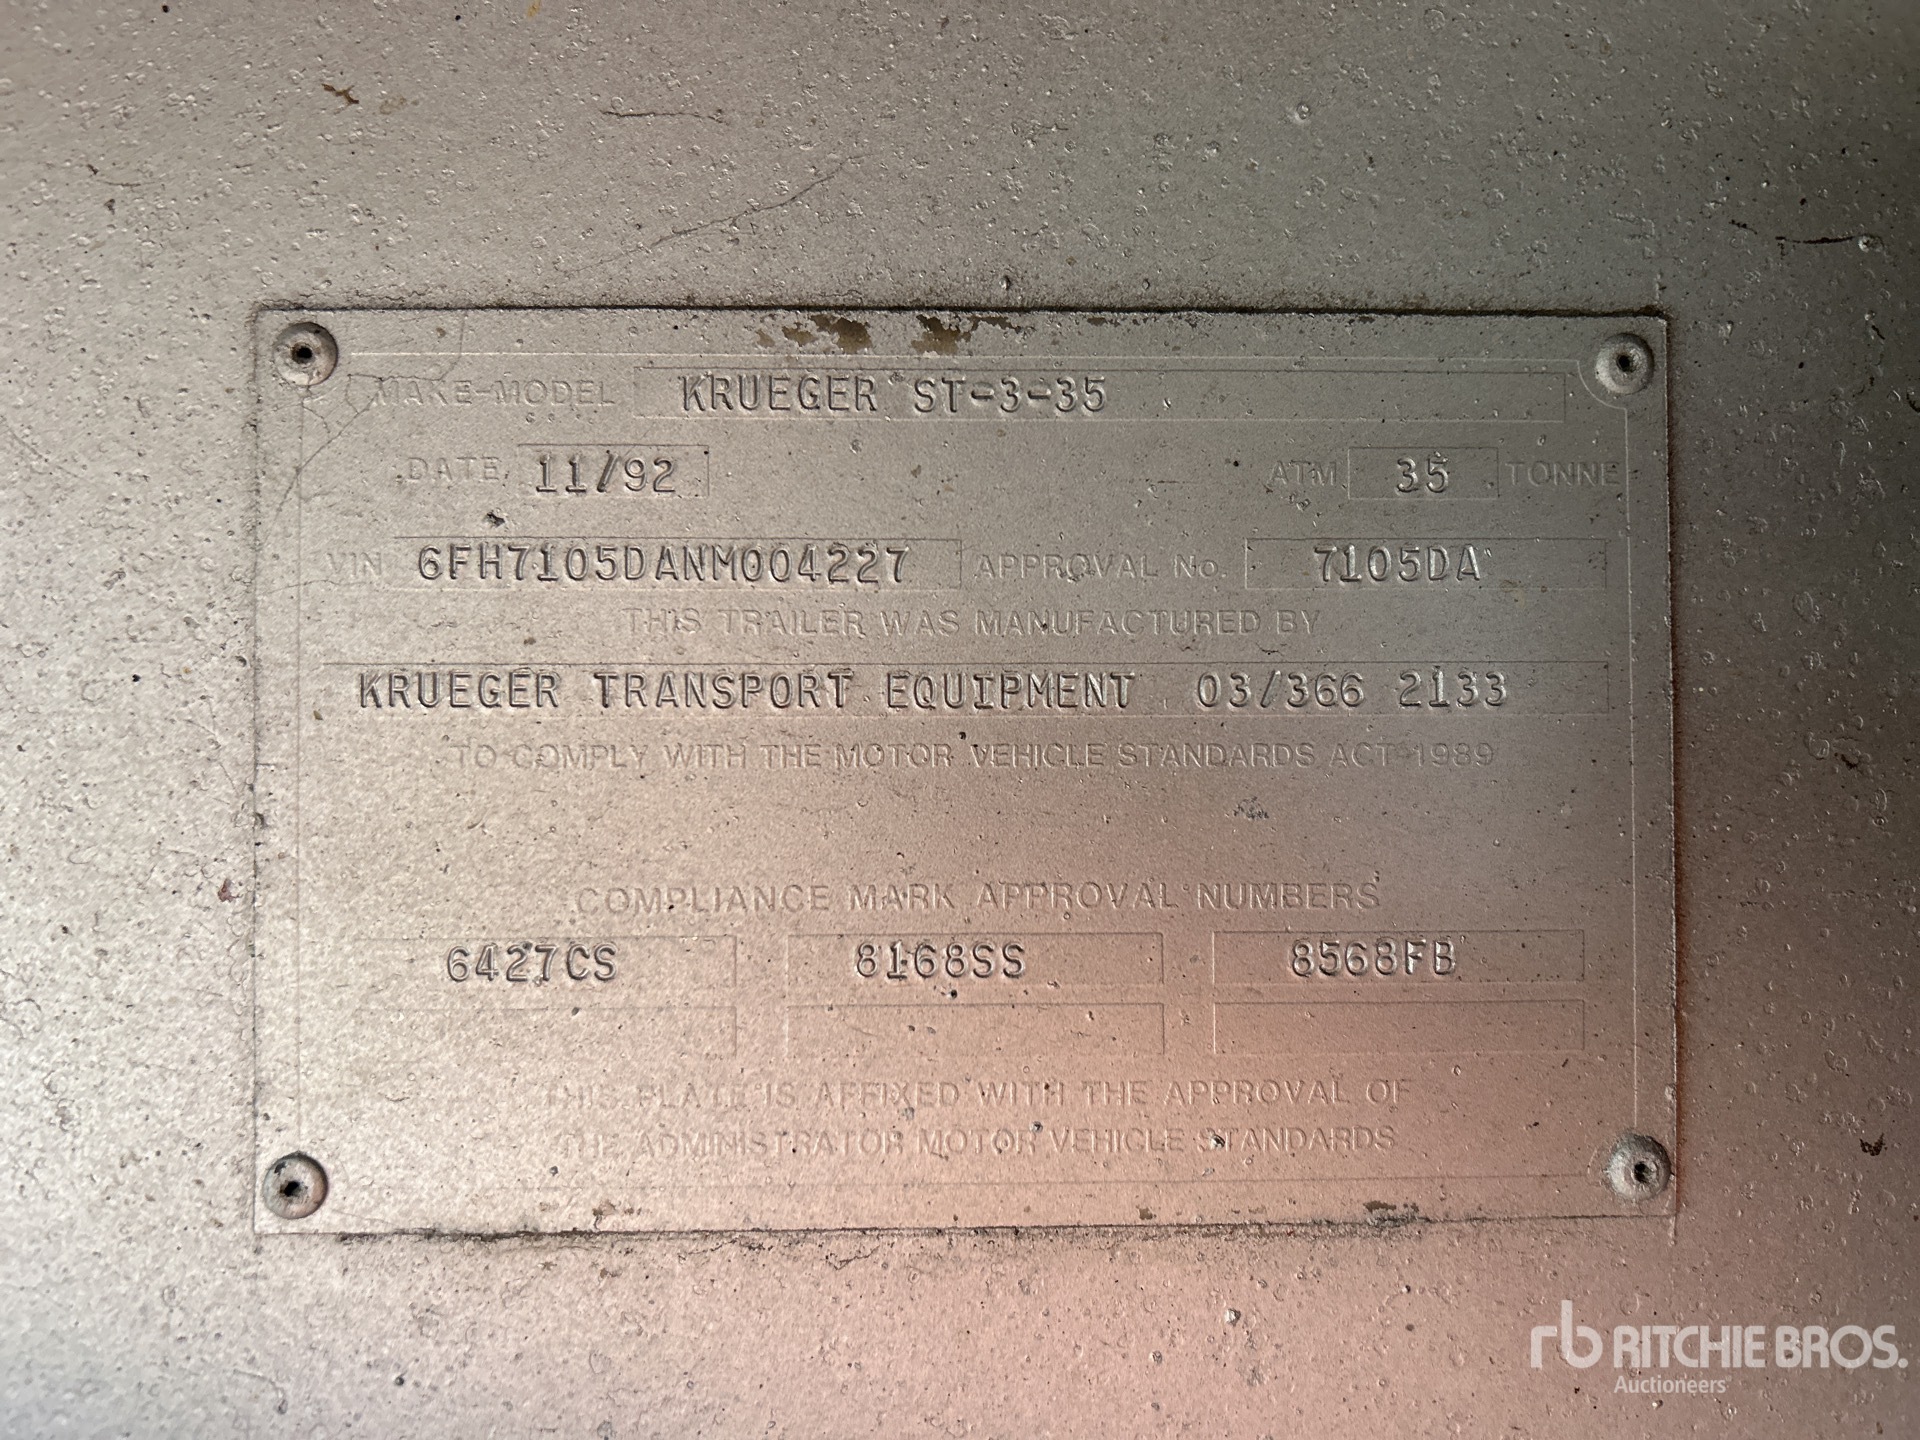 MAKE-MODEL KRUEGER ST-3-35
DATE 11/92 ATM 35 TONNE
VIN 6FH7105DANM004227 APPROVAL No. 7105DA
THIS TRAILER WAS MANUFACTURED BY
KRUEGER TRANSPORT EQUIPMENT 03/366 2133
TO COMPLY WITH THE MOTOR VEHICLE STANDARDS ACT 1989
COMPLIANCE MARK APPROVAL NUMBERS
6427CS 8168SS 8568FB
THIS PLATE IS AFFIXED WITH THE APPROVAL OF
THE ADMINISTRATOR MOTOR VEHICLE STANDARDS
rb RITCHIE BROS.
Auctioneers